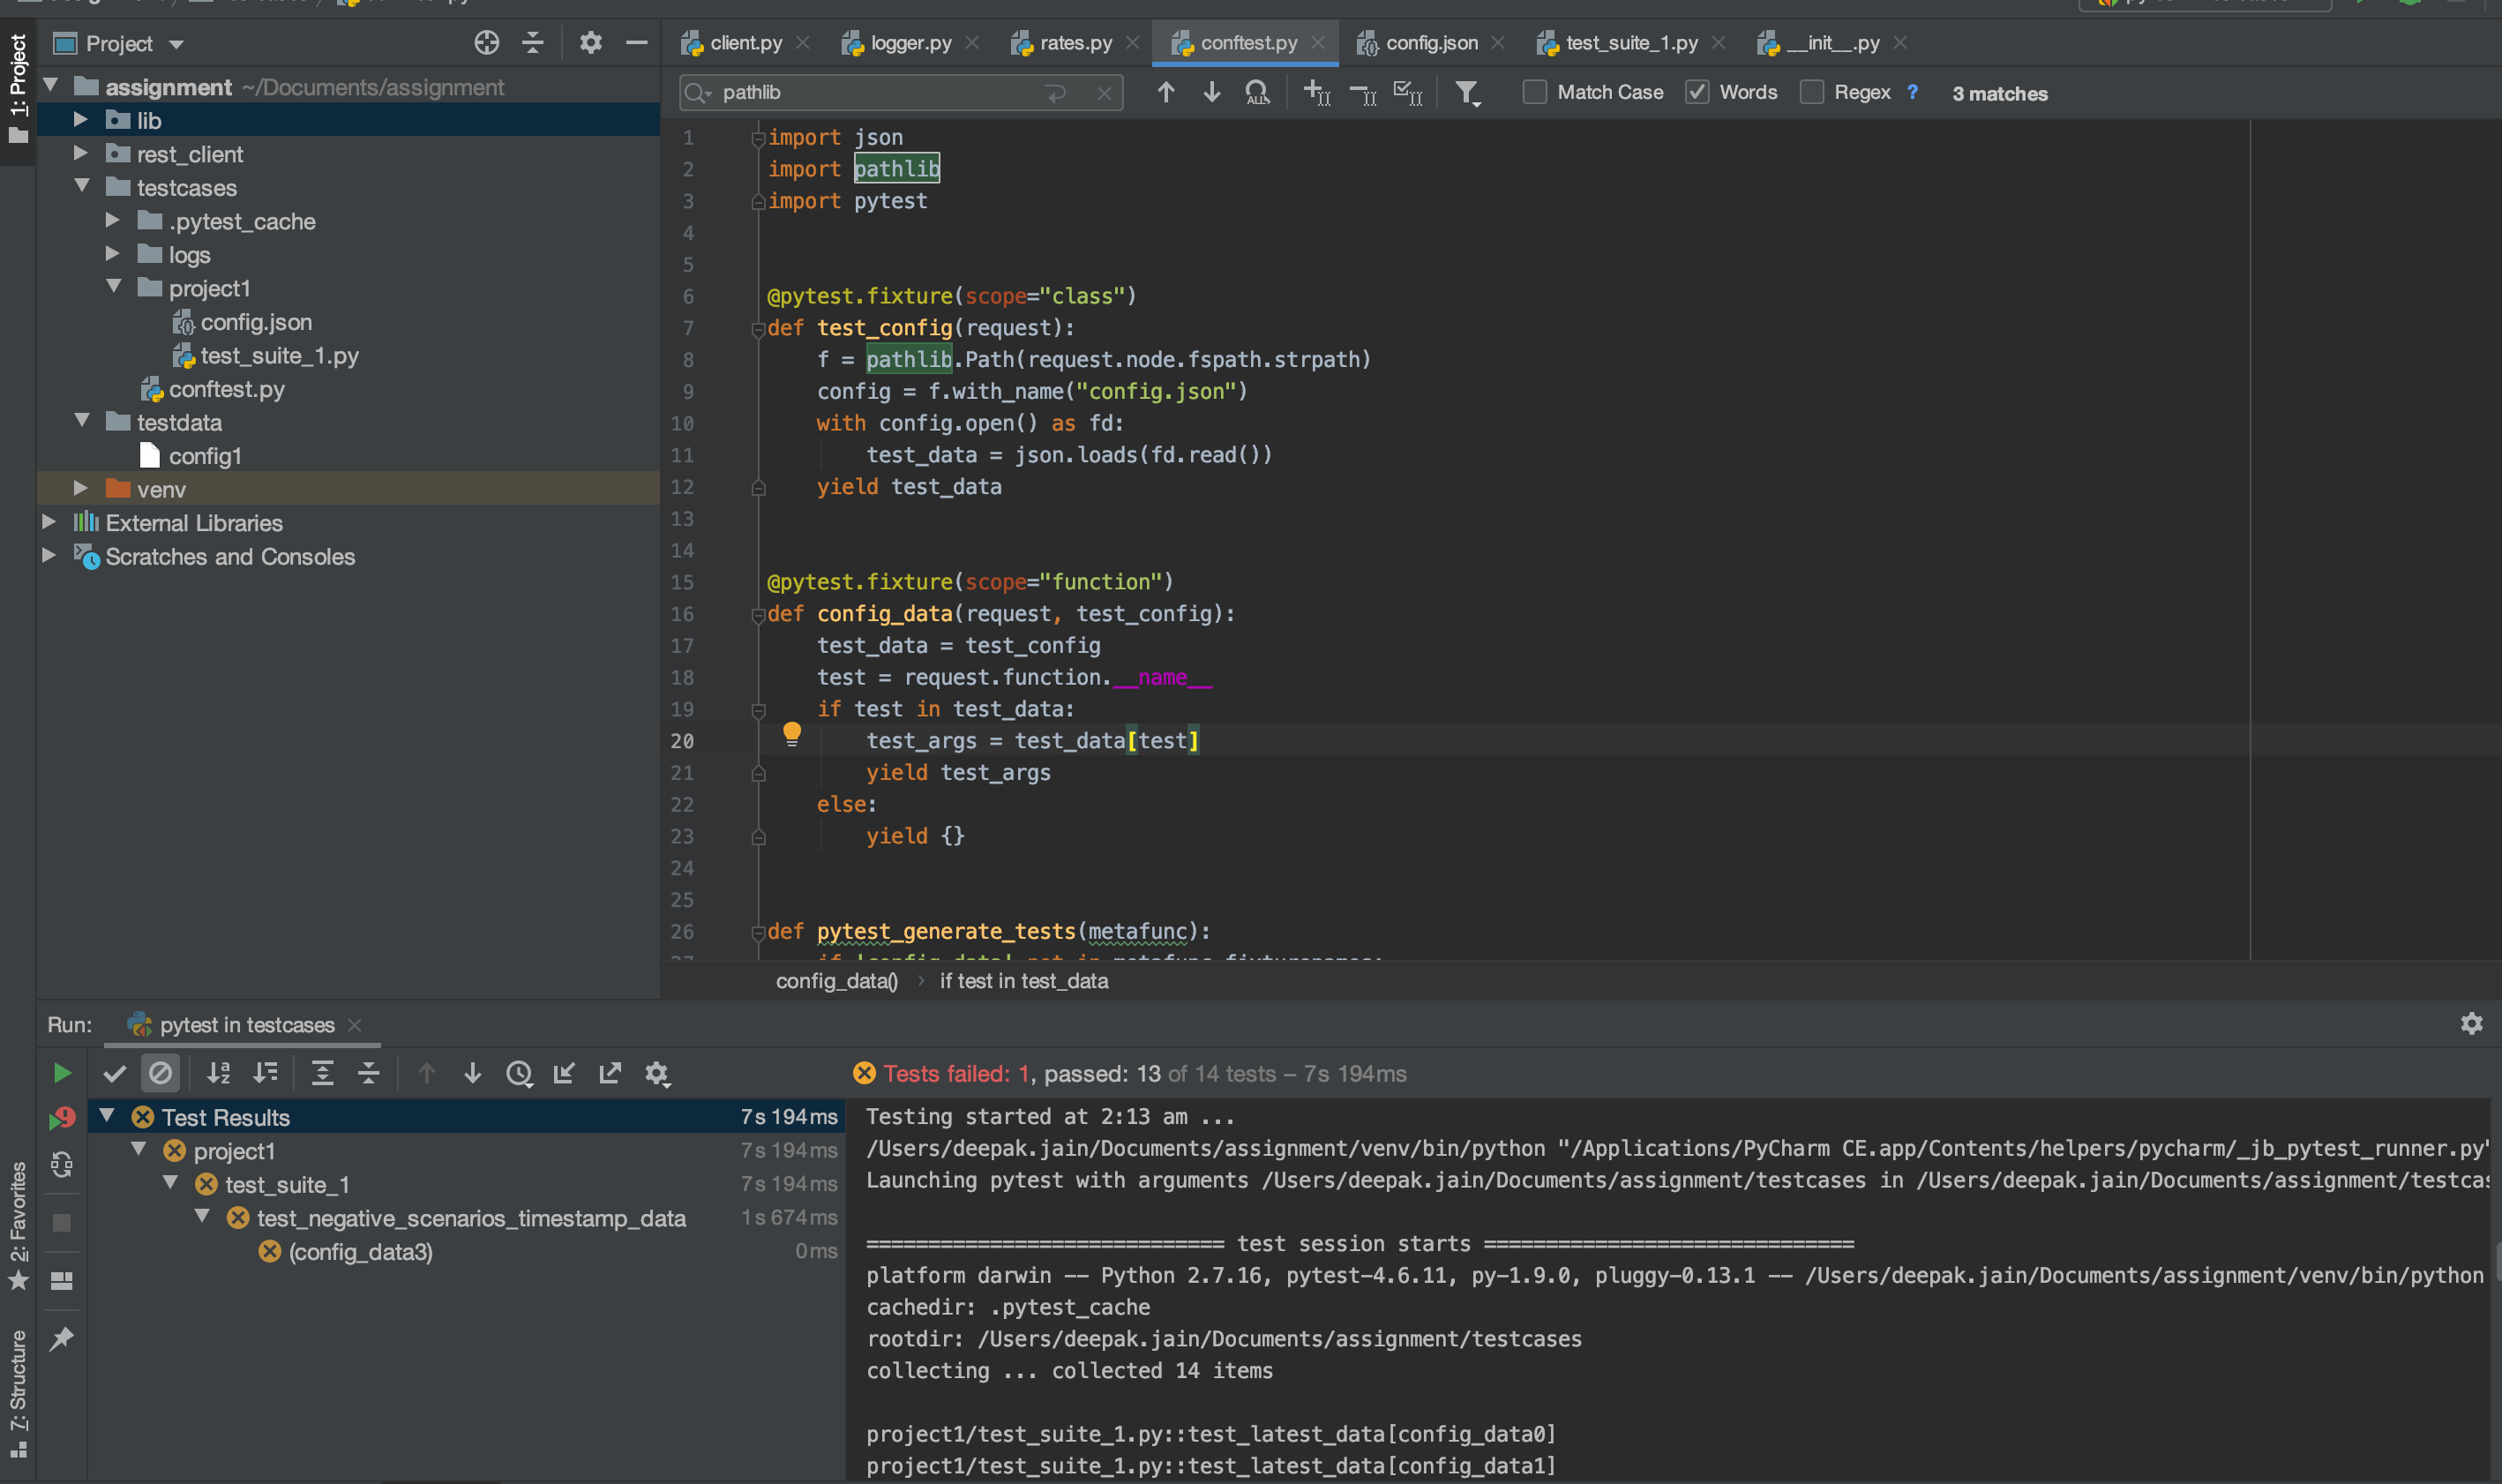 Project
client.py
logger.py
rates.py
conftest.py
config.json
test_suite_1.py
__init__.py
1: Project
assignment ~/Documents/assignment
lib
rest_client
testcases
.pytest_cache
logs
project1
config.json
test_suite_1.py
conftest.py
testdata
config1
venv
External Libraries
Scratches and Consoles
pathlib
ALL
Match Case
Words
Regex
?
3 matches
1 import json
2 import pathlib
3 import pytest
4
5
6 @pytest.fixture(scope="class")
7 def test_config(request):
8 f = pathlib.Path(request.node.fspath.strpath)
9 config = f.with_name("config.json")
10 with config.open() as fd:
11 test_data = json.loads(fd.read())
12 yield test_data
13
14
15 @pytest.fixture(scope="function")
16 def config_data(request, test_config):
17 test_data = test_config
18 test = request.function.__name__
19 if test in test_data:
20 test_args = test_data[test]
21 yield test_args
22 else:
23 yield {}
24
25
26 def pytest_generate_tests(metafunc):
config_data() › if test in test_data
Run:
pytest in testcases
Tests failed: 1, passed: 13 of 14 tests – 7s 194ms
Test Results 7s 194ms
project1 7s 194ms
test_suite_1 7s 194ms
test_negative_scenarios_timestamp_data 1s 674ms
(config_data3) 0ms
2: Favorites
7: Structure
Testing started at 2:13 am ...
/Users/deepak.jain/Documents/assignment/venv/bin/python "/Applications/PyCharm CE.app/Contents/helpers/pycharm/_jb_pytest_runner.py"
Launching pytest with arguments /Users/deepak.jain/Documents/assignment/testcases in /Users/deepak.jain/Documents/assignment/testcas
============================= test session starts ==============================
platform darwin -- Python 2.7.16, pytest-4.6.11, py-1.9.0, pluggy-0.13.1 -- /Users/deepak.jain/Documents/assignment/venv/bin/python
cachedir: .pytest_cache
rootdir: /Users/deepak.jain/Documents/assignment/testcases
collecting ... collected 14 items
project1/test_suite_1.py::test_latest_data[config_data0]
project1/test_suite_1.py::test_latest_data[config_data1]